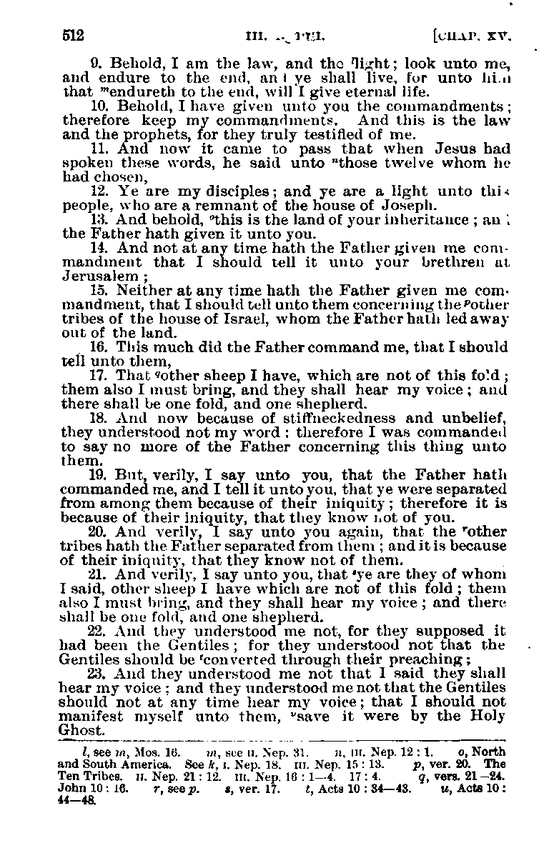 512 III. NEPHI. [CHAP. XV.
9. Behold, I am the law, and the light; look unto me,
and endure to the end, and ye shall live, for unto him
that ᵐendureth to the end, will I give eternal life.
10. Behold, I have given unto you the commandments;
therefore keep my commandments. And this is the law
and the prophets, for they truly testified of me.
11. And now it came to pass that when Jesus had
spoken these words, he said unto ⁿthose twelve whom he
had chosen,
12. Ye are my disciples; and ye are a light unto this
people, who are a remnant of the house of Joseph.
13. And behold, ᵒthis is the land of your inheritance; and
the Father hath given it unto you.
14. And not at any time hath the Father given me com-
mandment that I should tell it unto your brethren at
Jerusalem;
15. Neither at any time hath the Father given me com-
mandment, that I should tell unto them concerning the ᵖother
tribes of the house of Israel, whom the Father hath led away
out of the land.
16. This much did the Father command me, that I should
tell unto them,
17. That qother sheep I have, which are not of this fold;
them also I must bring, and they shall hear my voice; and
there shall be one fold, and one shepherd.
18. And now because of stiffneckedness and unbelief,
they understood not my word: therefore I was commanded
to say no more of the Father concerning this thing unto
them.
19. But, verily, I say unto you, that the Father hath
commanded me, and I tell it unto you, that ye were separated
from among them because of their iniquity; therefore it is
because of their iniquity, that they know not of you.
20. And verily, I say unto you again, that the ʳother
tribes hath the Father separated from them; and it is because
of their iniquity, that they know not of them.
21. And verily, I say unto you, that ˢye are they of whom
I said, other sheep I have which are not of this fold; them
also I must bring, and they shall hear my voice; and there
shall be one fold, and one shepherd.
22. And they understood me not, for they supposed it
had been the Gentiles; for they understood not that the
Gentiles should be ᵗconverted through their preaching;
23. And they understood me not that I said they shall
hear my voice; and they understood me not that the Gentiles
should not at any time hear my voice; that I should not
manifest myself unto them, ᵘsave it were by the Holy
Ghost.
l, see m, Mos. 16. m, see II. Nep. 31. n, III. Nep. 12:1. o, North
and South America. See k, I. Nep. 18. III. Nep. 15:13. p, ver. 20. The
Ten Tribes. II. Nep. 21:12. III. Nep. 16:1—4. 17:4. q, vers. 21—24.
John 10:16. r, see p. s, ver. 17. t, Acts 10:34—43. u, Acts 10:
44—48.